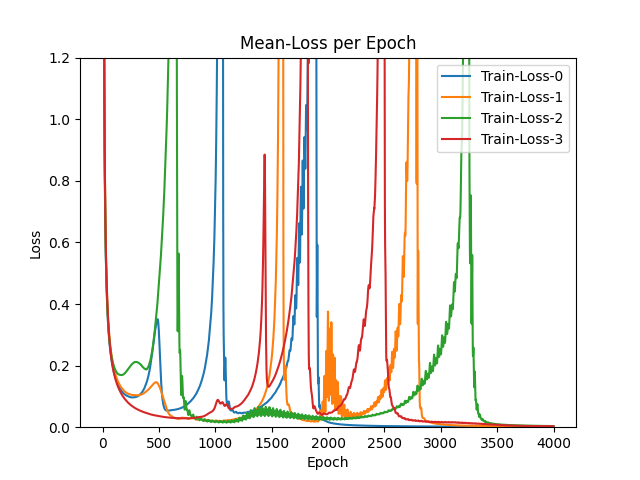 Mean-Loss per Epoch
1.2
1.0
0.8
0.6
0.4
0.2
0.0
Loss
0 500 1000 1500 2000 2500 3000 3500 4000
Epoch
Train-Loss-0
Train-Loss-1
Train-Loss-2
Train-Loss-3